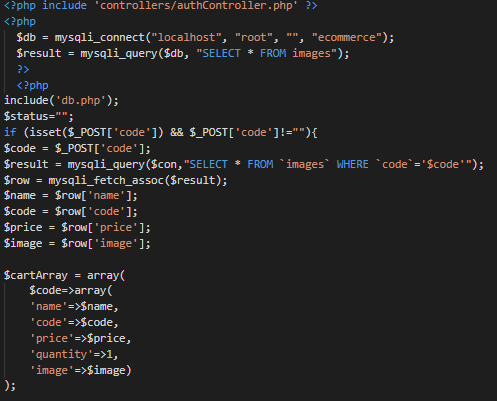 <?php include 'controllers/authController.php' ?>
<?php
$db = mysqli_connect("localhost", "root", "", "ecommerce");
$result = mysqli_query($db, "SELECT * FROM images");
?>
<?php
include('db.php');
$status="";
if (isset($_POST['code']) && $_POST['code']!=""){
$code = $_POST['code'];
$result = mysqli_query($con,"SELECT * FROM `images` WHERE `code`='$code'");
$row = mysqli_fetch_assoc($result);
$name = $row['name'];
$code = $row['code'];
$price = $row['price'];
$image = $row['image'];
$cartArray = array(
$code=>array(
'name'=>$name,
'code'=>$code,
'price'=>$price,
'quantity'=>1,
'image'=>$image)
);